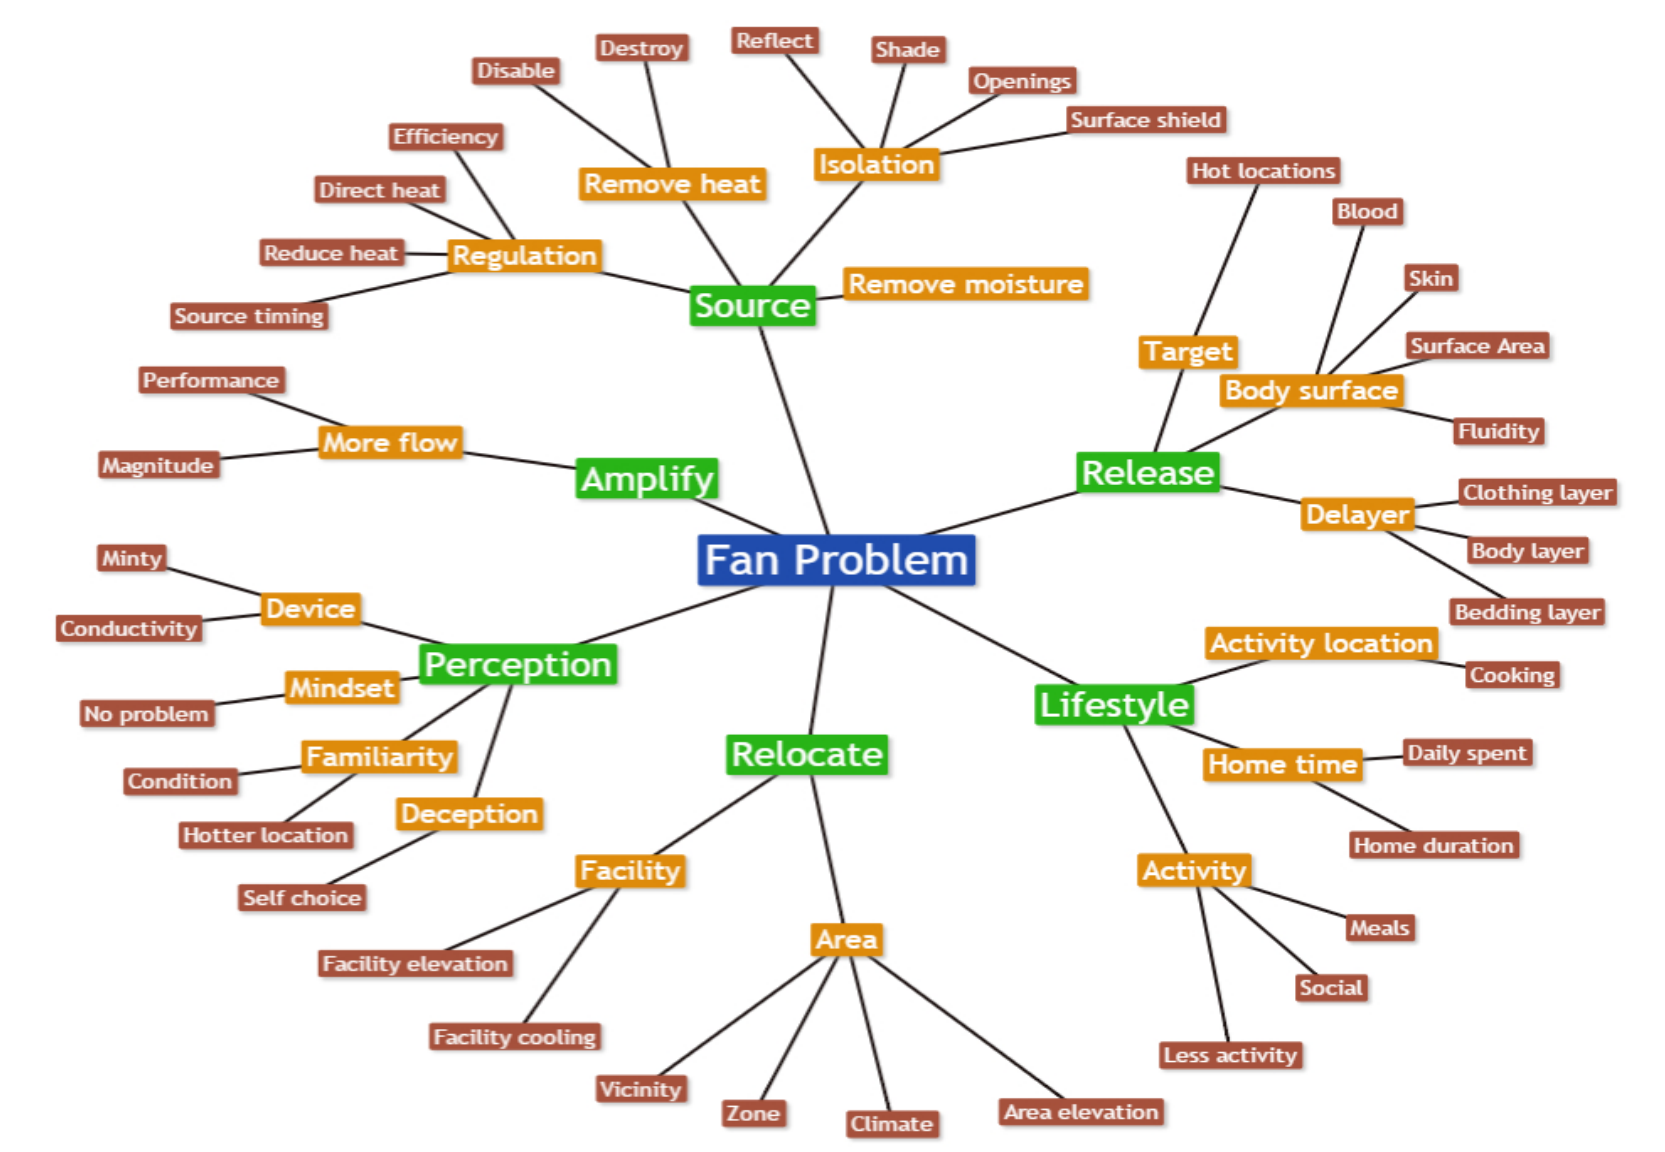 Reflect
Destroy
Shade
Disable
Openings
Surface shield
Efficiency
Isolation
Hot locations
Remove heat
Direct heat
Blood
Reduce heat
Regulation
Skin
Remove moisture
Source
Source timing
Surface Area
Target
Performance
Body surface
Fluidity
More flow
Magnitude
Release
Amplify
Clothing layer
Delayer
Body layer
Minty
Fan Problem
Device
Bedding layer
Conductivity
Activity location
Perception
Cooking
Mindset
Lifestyle
No problem
Relocate
Daily spent
Familiarity
Home time
Condition
Deception
Hotter location
Home duration
Facility
Activity
Self choice
Meals
Area
Facility elevation
Social
Facility cooling
Less activity
Vicinity
Zone
Area elevation
Climate